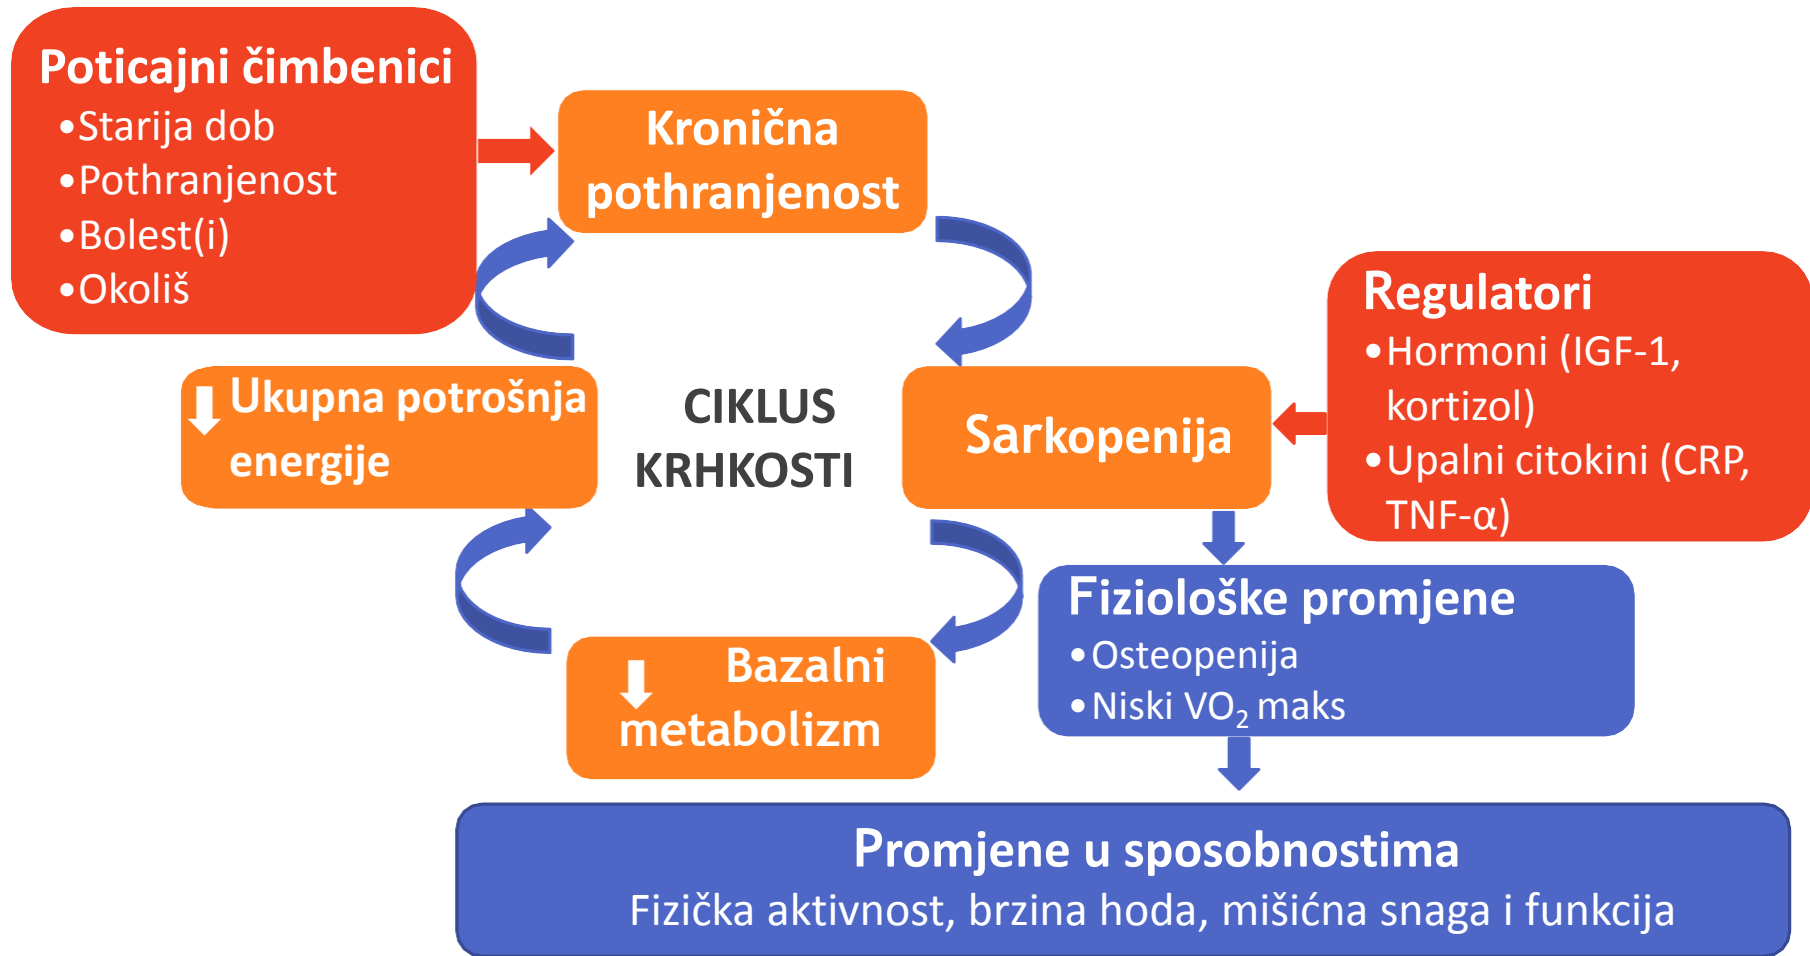 Poticajni čimbenici
•Starija dob
•Pothranjenost
•Bolest(i)
•Okoliš
Kronična
pothranjenost
Regulatori
•Hormoni (IGF-1,
kortizol)
•Upalni citokini (CRP,
TNF-α)
Ukupna potrošnja
energije
CIKLUS
KRHKOSTI
Sarkopenija
Fiziološke promjene
•Osteopenija
•Niski VO₂ maks
Bazalni
metabolizm
Promjene u sposobnostima
Fizička aktivnost, brzina hoda, mišićna snaga i funkcija